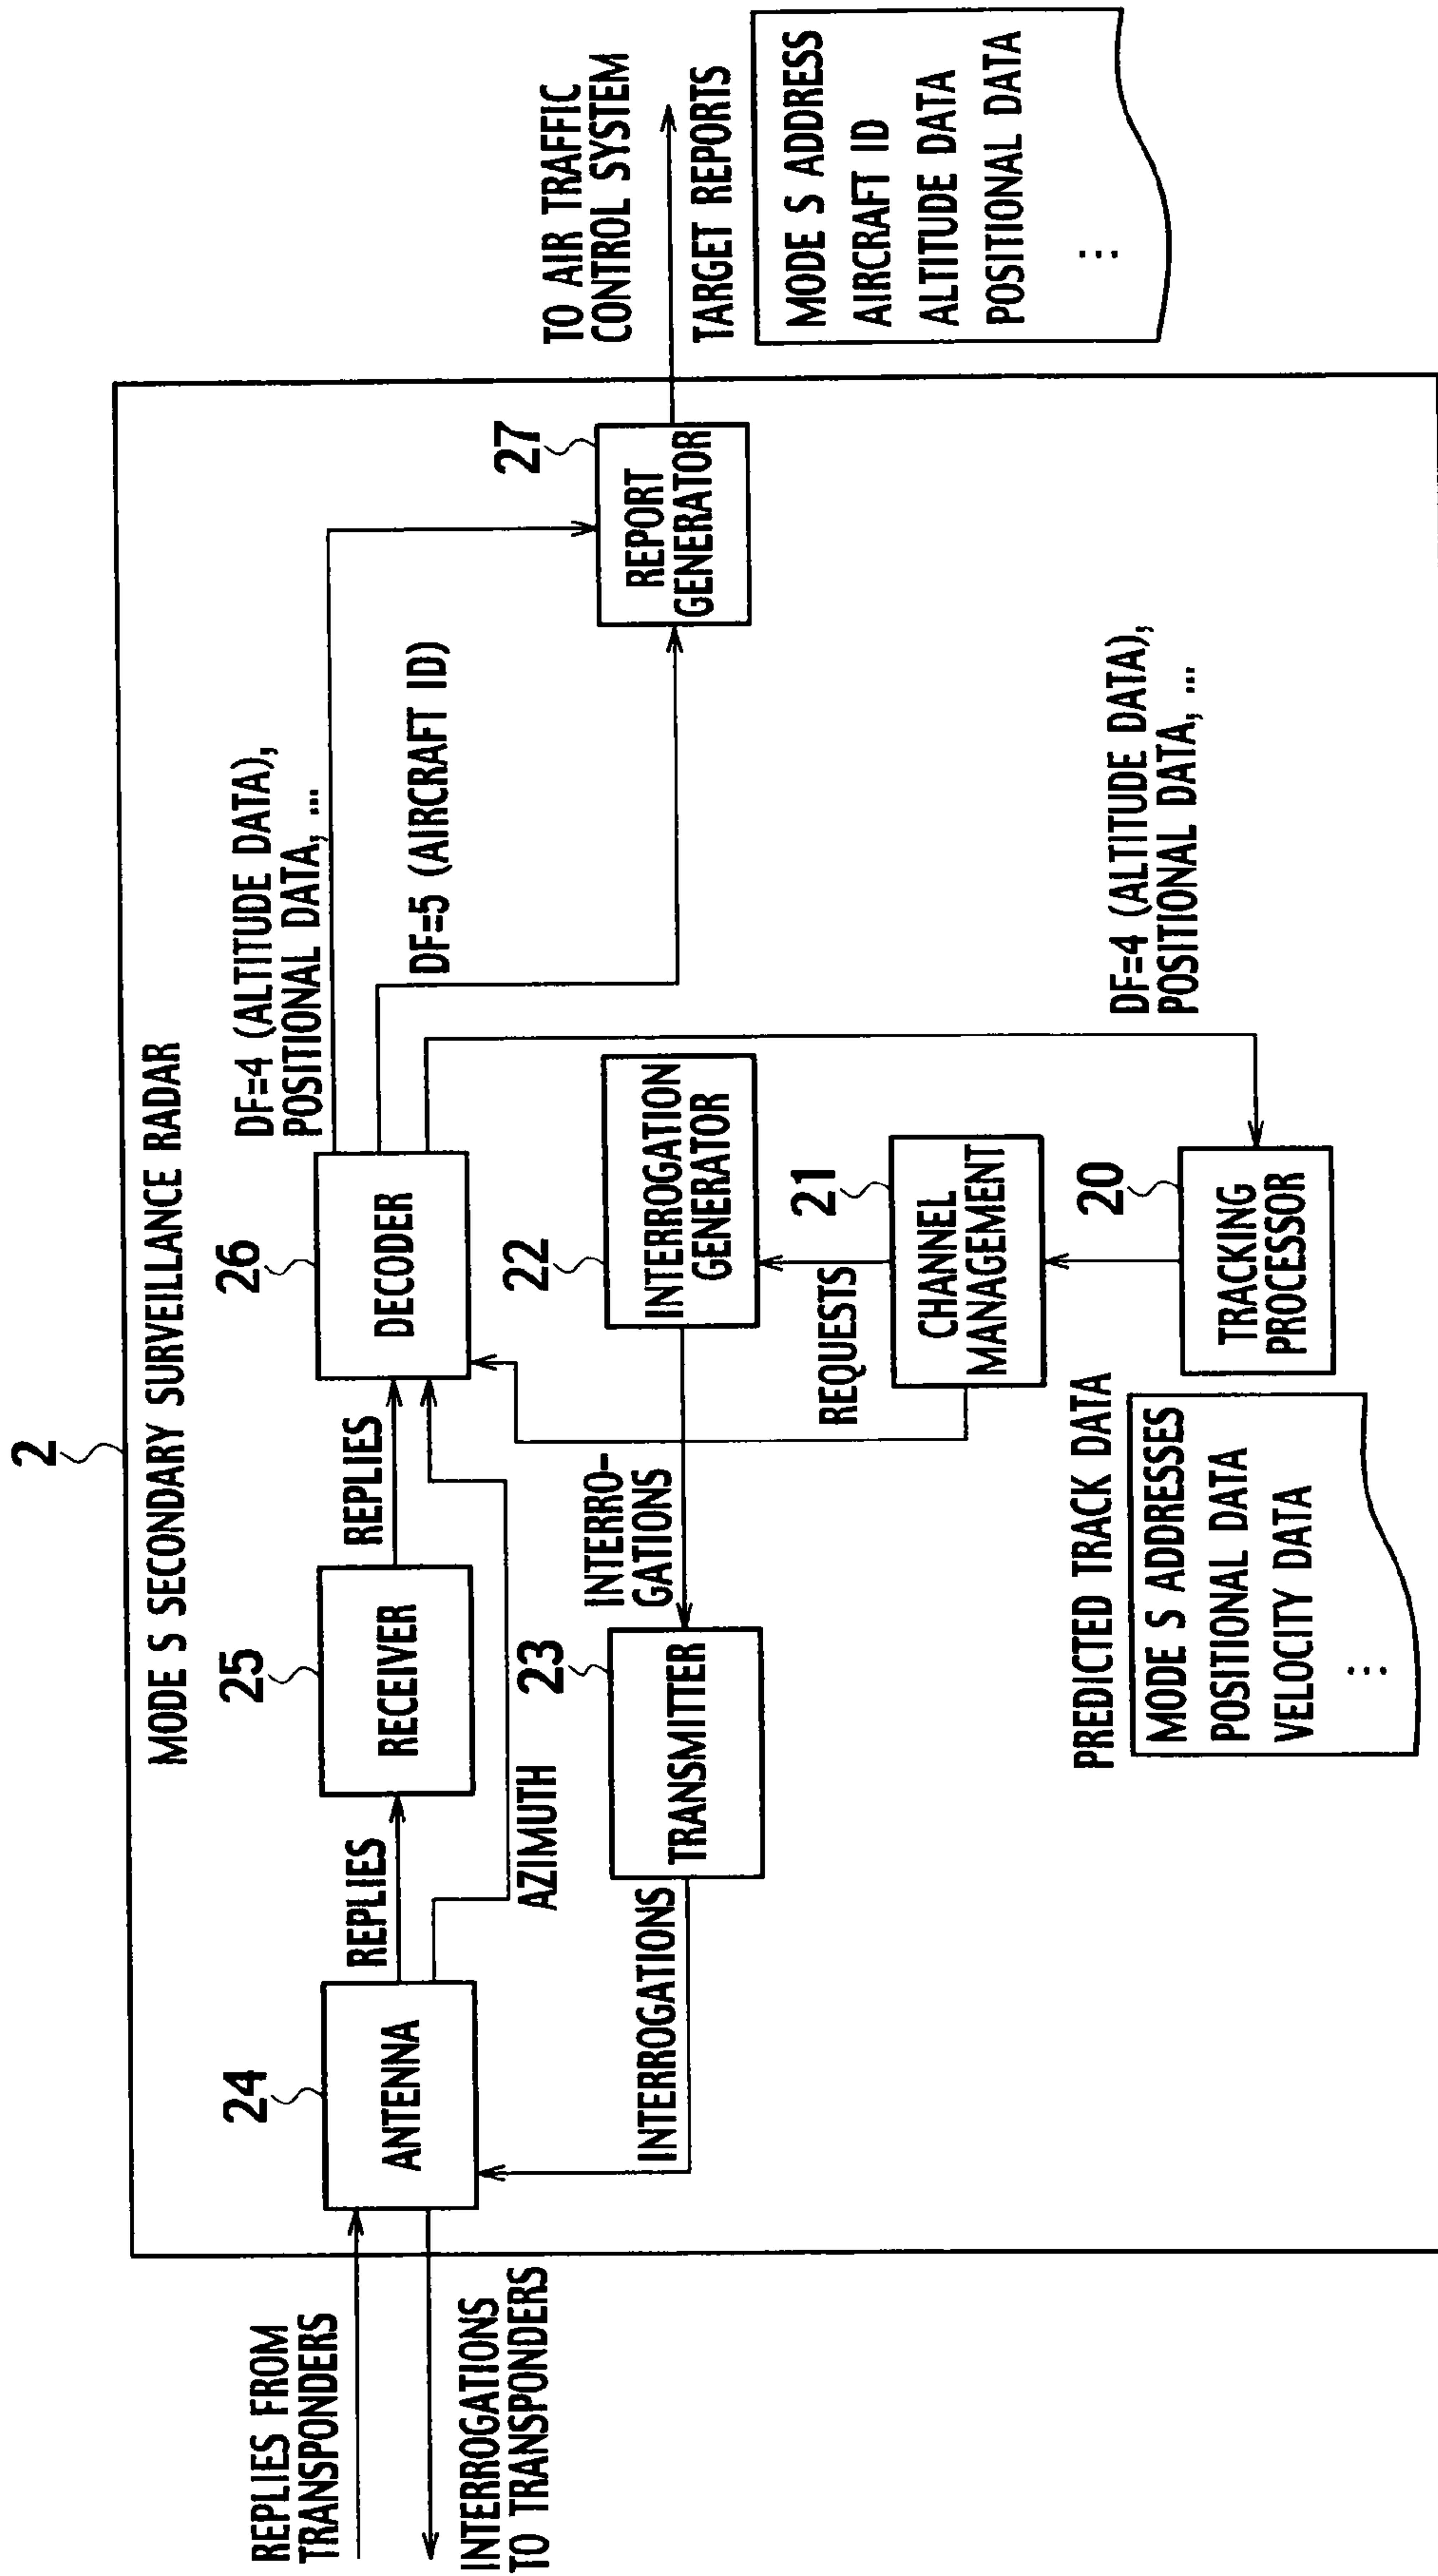 2
MODE S SECONDARY SURVEILLANCE RADAR
REPLIES FROM
TRANSPONDERS
INTERROGATIONS
TO TRANSPONDERS
24
ANTENNA
REPLIES
25
RECEIVER
REPLIES
AZIMUTH
26
DECODER
DF=4 (ALTITUDE DATA),
POSITIONAL DATA, ...
DF=5 (AIRCRAFT ID)
27
REPORT
GENERATOR
TO AIR TRAFFIC
CONTROL SYSTEM
TARGET REPORTS
MODE S ADDRESS
AIRCRAFT ID
ALTITUDE DATA
POSITIONAL DATA
...
INTERROGATIONS
23
TRANSMITTER
INTERRO-
GATIONS
22
INTERROGATION
GENERATOR
REQUESTS
21
CHANNEL
MANAGEMENT
20
TRACKING
PROCESSOR
DF=4 (ALTITUDE DATA),
POSITIONAL DATA, ...
PREDICTED TRACK DATA
MODE S ADDRESSES
POSITIONAL DATA
VELOCITY DATA
...